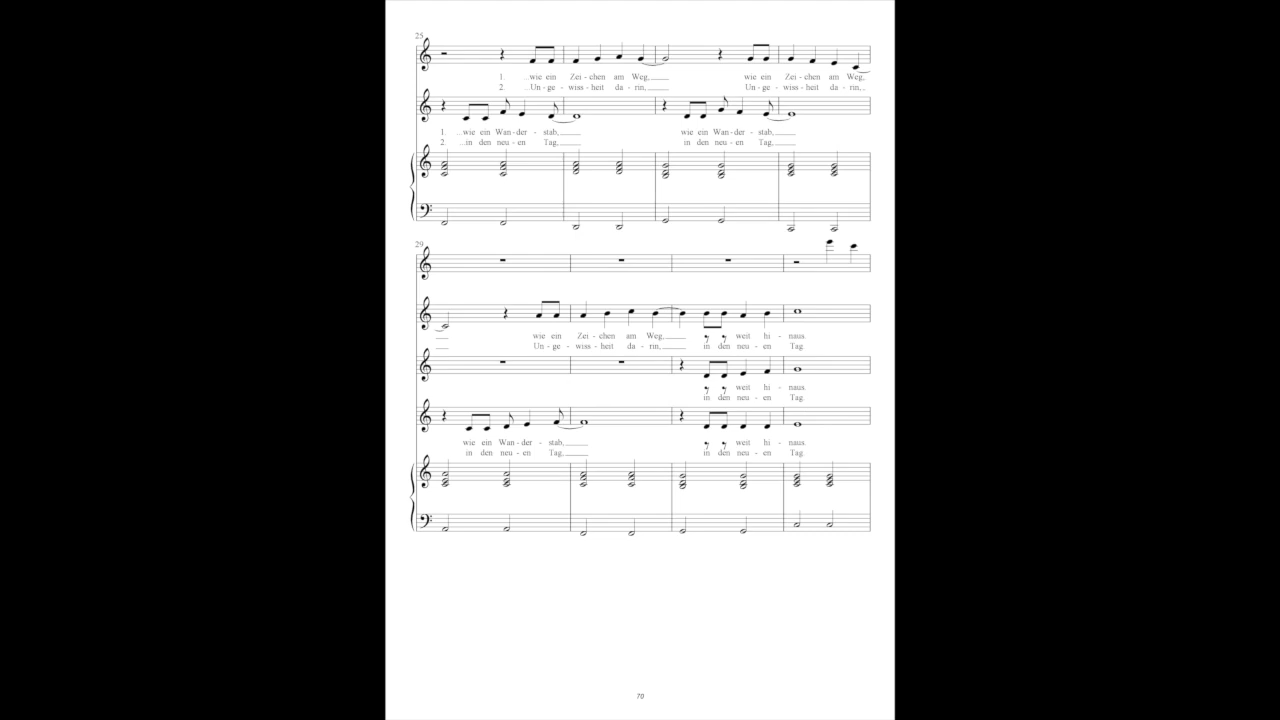 25
1. ...wie ein Zei - chen am Weg, wie ein Zei - chen am Weg,
2. ...Un - ge - wiss - heit da - rin, Un - ge - wiss - heit da - rin,
1. ...wie ein Wan - der - stab, wie ein Wan - der - stab,
2. ...in den neu - en Tag, in den neu - en Tag,
29
wie ein Zei - chen am Weg, weit hi - naus.
Un - ge - wiss - heit da - rin, in den neu - en Tag.
weit hi - naus.
in den neu - en Tag.
wie ein Wan - der - stab, weit hi - naus.
in den neu - en Tag, in den neu - en Tag.
70